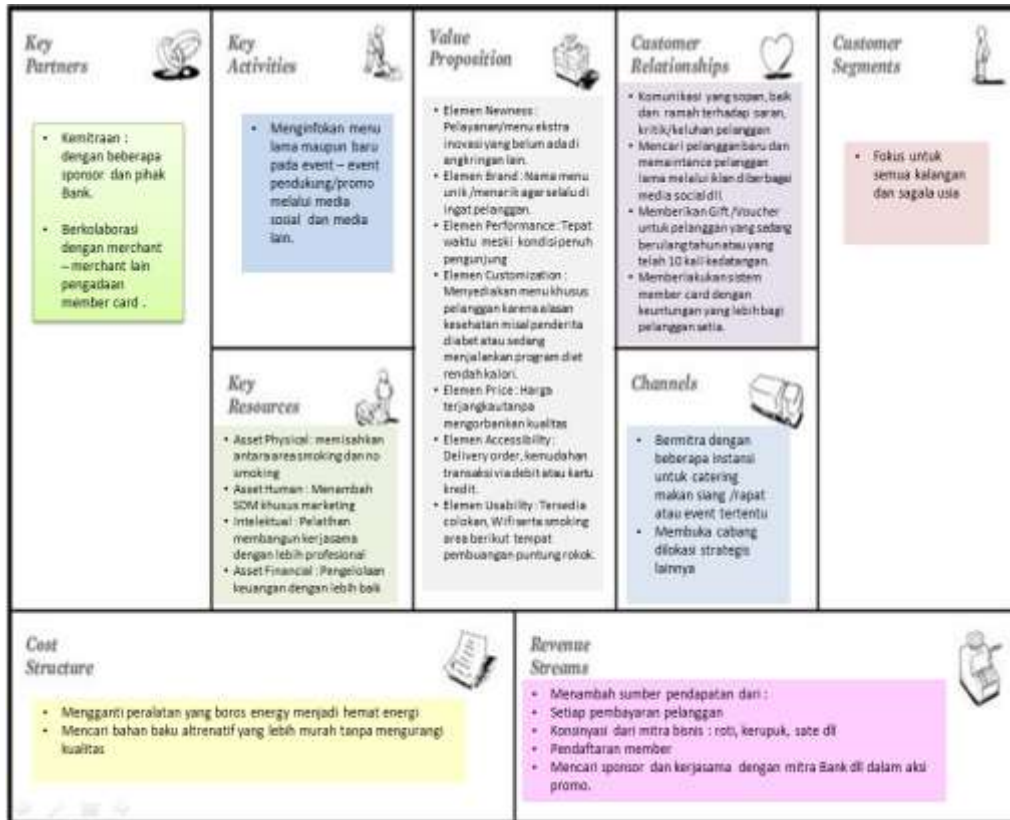 Key
Partners
• Kemitraan :
dengan beberapa
sponsor dan pihak
Bank.
• Berkolaborasi
dengan merchant
– merchant lain
pengadaan
member card .
Key
Activities
• Menginfokan menu
lama maupun baru
pada event – event
pendukung/promo
melalui media
sosial dan media
lain.
Key
Resources
• Asset Physical : memisahkan
antara area smoking dan no
smoking
• Asset Human : Menambah
SDM khusus marketing
• Intelektual : Pelatihan
membangun kerjasama
dengan lebih profesional
• Asset Financial : Pengelolaan
keuangan dengan lebih baik
Value
Proposition
• Elemen Newness :
Pelayanan/menu ekstra
inovasi yang belum ada di
angkringan lain.
• Elemen Brand : Nama menu
unik /menarik agar selalu di
ingat pelanggan.
• Elemen Performance : Tepat
waktu meski kondisi penuh
pengunjung
• Elemen Customization :
Menyediakan menu khusus
pelanggan karena alasan
kesehatan misal penderita
diabet atau sedang
menjalankan program diet
rendah kalori.
• Elemen Price : Harga
terjangkau tanpa
mengorbankan kualitas
• Elemen Accessibility :
Delivery order, kemudahan
transaksi via debit atau kartu
kredit.
• Elemen Usability : Tersedia
colokan, Wifi serta smoking
area berikut tempat
pembuangan puntung rokok.
Customer
Relationships
• Komunikasi yang sopan, baik
dan ramah terhadap saran,
kritik/keluhan pelanggan
• Mencari pelanggan baru dan
memaintance pelanggan
lama melalui iklan diberbagai
media social dll
• Memberikan Gift /Voucher
untuk pelanggan yang sedang
berulang tahun atau yang
telah 10 kali kedatangan.
• Memberlakukan sistem
member card dengan
keuntungan yang lebih bagi
pelanggan setia.
Channels
• Bermitra dengan
beberapa instansi
untuk catering
makan siang /rapat
atau event tertentu
• Membuka cabang
dilokasi strategis
lainnya
Customer
Segments
• Fokus untuk
semua kalangan
dan sagala usia
Cost
Structure
• Mengganti peralatan yang boros energy menjadi hemat energi
• Mencari bahan baku altrenatif yang lebih murah tanpa mengurangi
kualitas
Revenue
Streams
• Menambah sumber pendapatan dari :
• Setiap pembayaran pelanggan
• Konsinyasi dari mitra bisnis : roti, kerupuk, sate dll
• Pendaftaran member
• Mencari sponsor dan kerjasama dengan mitra Bank dll dalam aksi
promo.